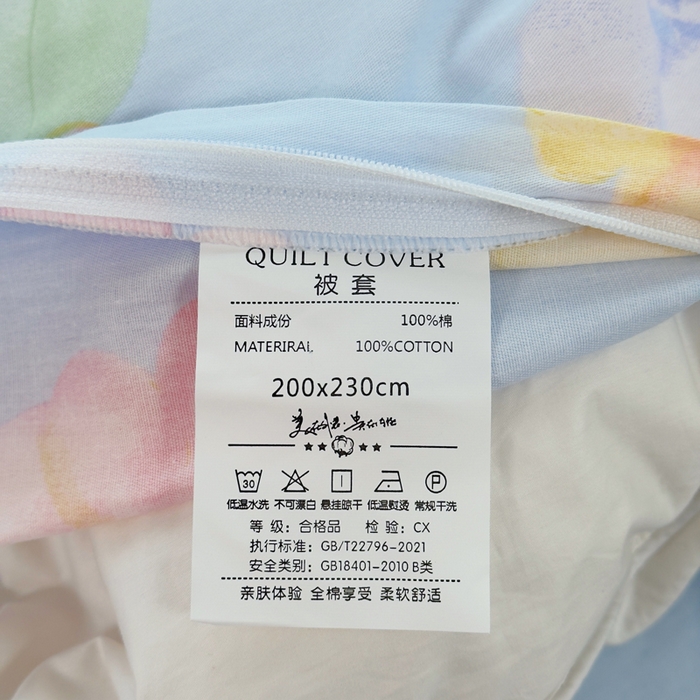 QUILT COVER
被套
面料成份 100%棉
MATERIRAL 100%COTTON
200x230cm
30 P
低温水洗 不可漂白 悬挂晾干 低温熨烫 常规干洗
等 级：合格品 检 验：CX
执行标准：GB/T22796-2021
安全类别：GB18401-2010 B类
亲肤体验 全棉享受 柔软舒适